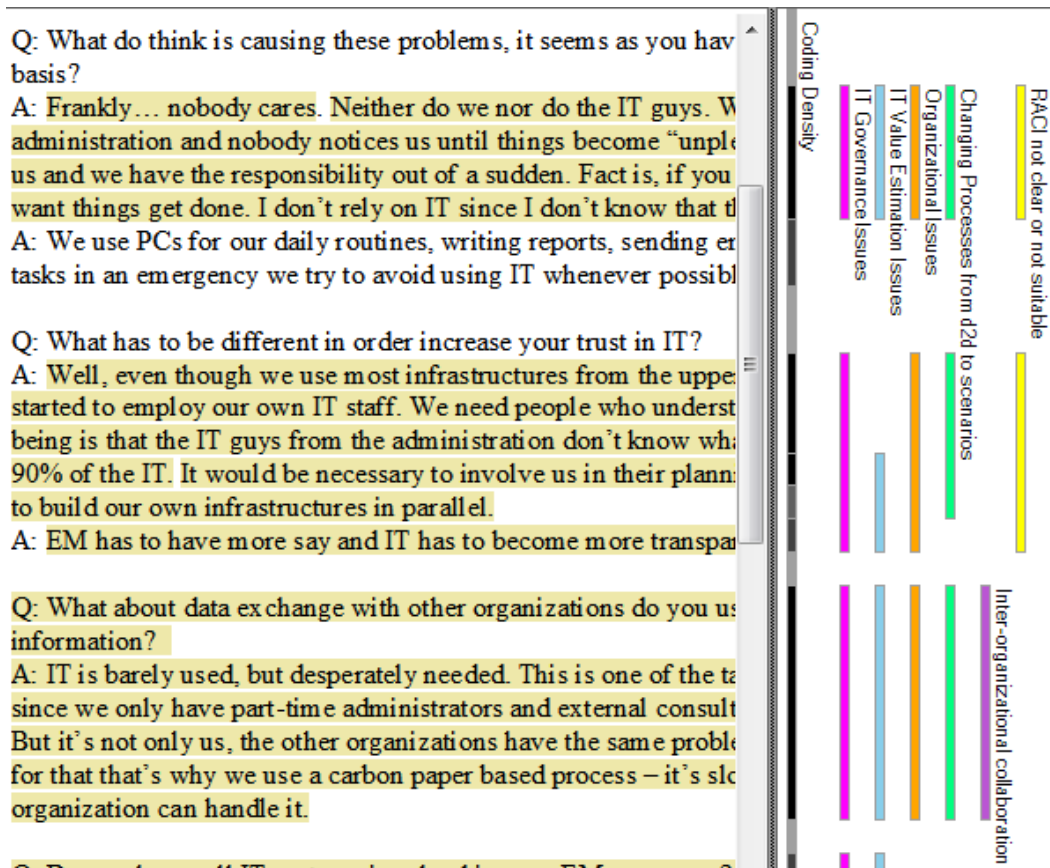 Q: What do think is causing these problems, it seems as you hav
basis?
A: Frankly… nobody cares. Neither do we nor do the IT guys. W
administration and nobody notices us until things become “unple
us and we have the responsibility out of a sudden. Fact is, if you
want things get done. I don’t rely on IT since I don’t know that th
A: We use PCs for our daily routines, writing reports, sending er
tasks in an emergency we try to avoid using IT whenever possibl
Q: What has to be different in order increase your trust in IT?
A: Well, even though we use most infrastructures from the uppe
started to employ our own IT staff. We need people who underst
being is that the IT guys from the administration don’t know wha
90% of the IT. It would be necessary to involve us in their plann
to build our own infrastructures in parallel.
A: EM has to have more say and IT has to become more transpar
Q: What about data exchange with other organizations do you us
information?
A: IT is barely used, but desperately needed. This is one of the ta
since we only have part-time administrators and external consult
But it’s not only us, the other organizations have the same proble
for that that’s why we use a carbon paper based process – it’s slo
organization can handle it.
Coding Density
IT Governance Issues
IT Value Estimation Issues
Organizational Issues
Changing Processes from d2d to scenarios
Inter-organizational collaboration
RACI not clear or not suitable